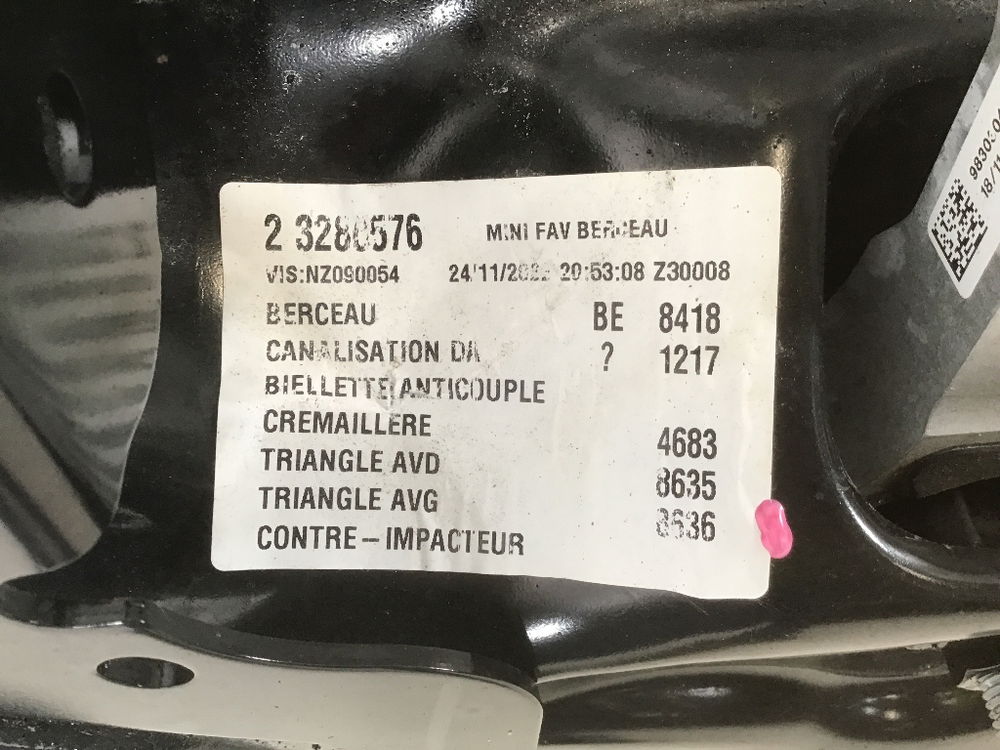 2 3280576 MINI FAV BERCEAU
VIS:NZ090054 20:53:08 Z30008
BERCEAU BE 8418
CANALISATION DA ? 1217
BIELLETTE ANTICOUPLE
CREMAILLERE 4683
TRIANGLE AVD 8635
TRIANGLE AVG 8636
CONTRE – IMPACTEUR